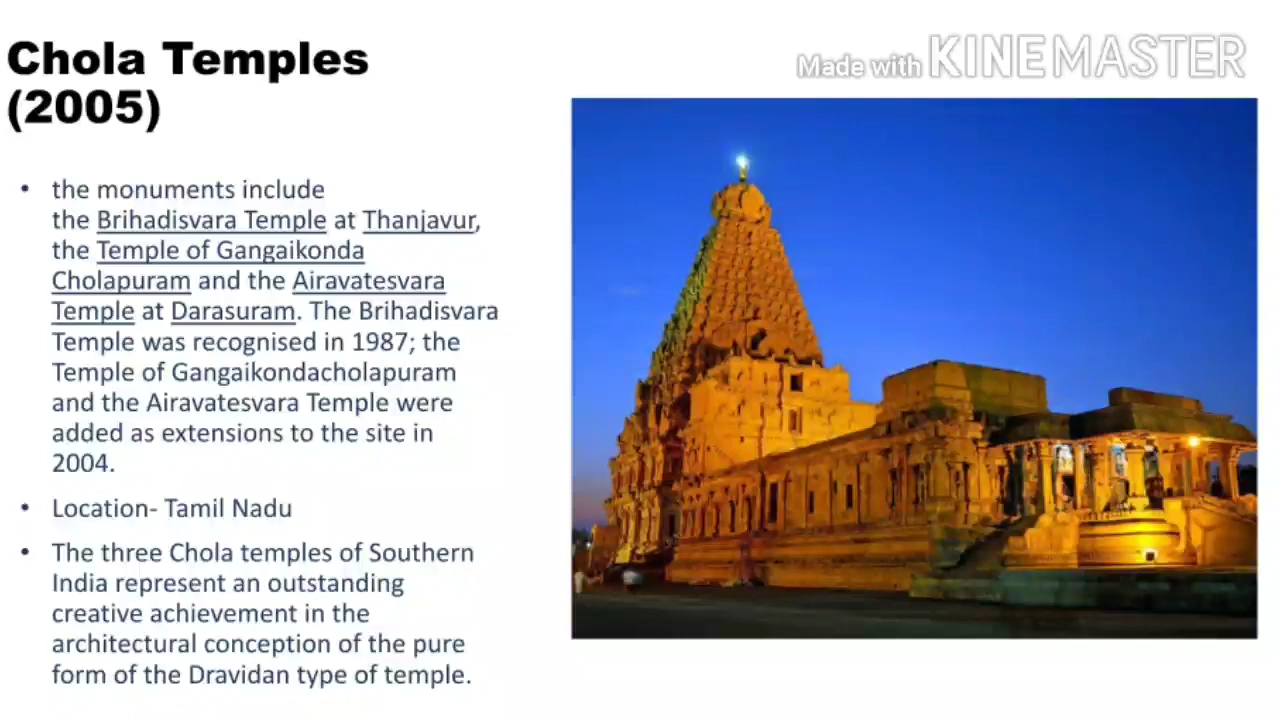 Chola Temples
(2005)
Made with KINEMASTER
• the monuments include
the Brihadisvara Temple at Thanjavur,
the Temple of Gangaikonda
Cholapuram and the Airavatesvara
Temple at Darasuram. The Brihadisvara
Temple was recognised in 1987; the
Temple of Gangaikondacholapuram
and the Airavatesvara Temple were
added as extensions to the site in
2004.
• Location- Tamil Nadu
• The three Chola temples of Southern
India represent an outstanding
creative achievement in the
architectural conception of the pure
form of the Dravidan type of temple.